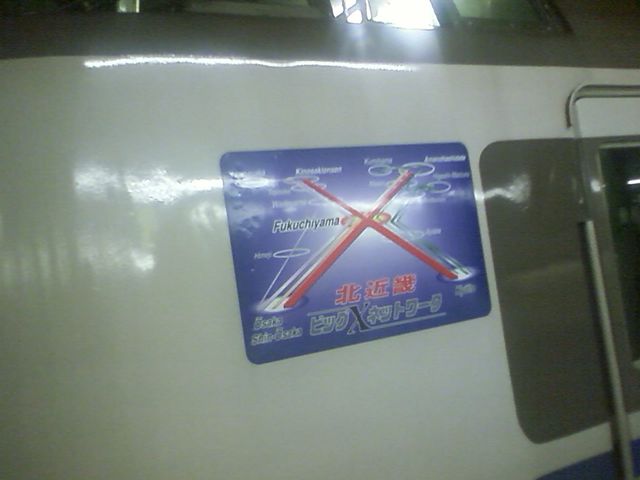 Kinosakionsen
Kumihama
Amanohashidate
Fukuchiyama
Himeji
Ayabe
Kyōto
Ōsaka
Shin-Ōsaka
北近畿
ビッグXネットワーク